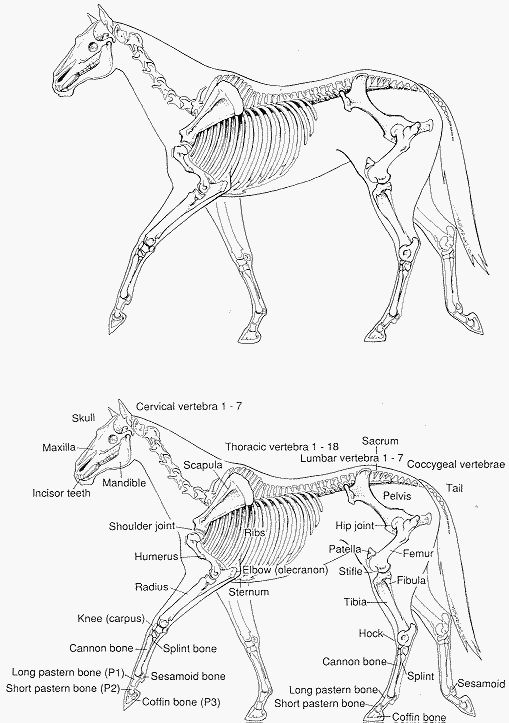 Cervical vertebra 1 - 7
Skull
Sacrum
Thoracic vertebra 1 - 18
Maxilla
Lumbar vertebra 1 - 7
Scapula
Coccygeal vertebrae
Mandible
Tail
Incisor teeth
Pelvis
Shoulder joint
Hip joint
Ribs
Patella
Femur
Humerus
Elbow (olecranon)
Stifle
Fibula
Radius
Sternum
Tibia
Knee (carpus)
Hock
Cannon bone
Splint bone
Cannon bone
Long pastern bone (P1)
Sesamoid bone
Splint
Sesamoid
Short pastern bone (P2)
Long pastern bone
Coffin bone (P3)
Short pastern bone
Coffin bone